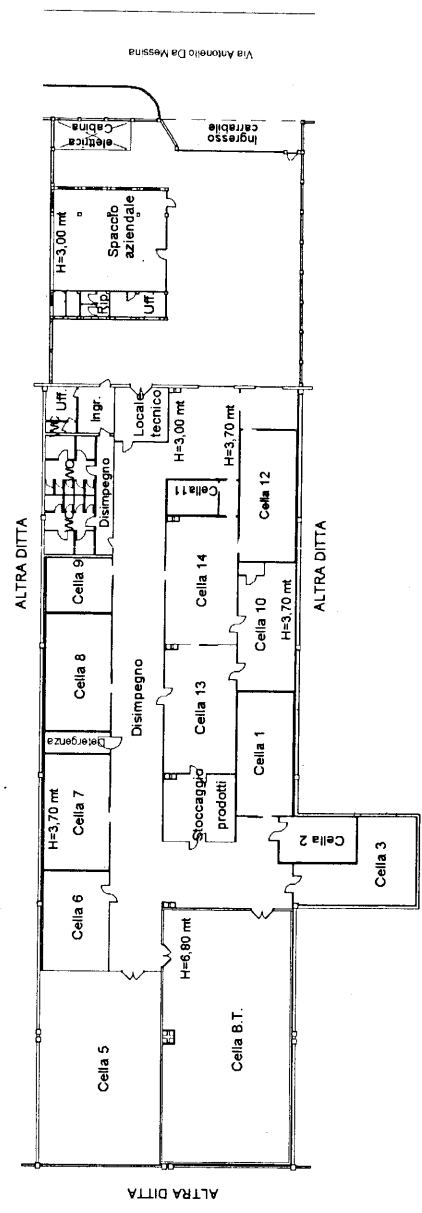 Via Antonello Da Messina
Cabina
elettrica
Ingresso
carrabile
H=3,00 mt
Spaccio
aziendale
Rip.
Uff.
Uff.
Ingr.
Locale
tecnico
WC
WC
WC
Disimpegno
H=3,00 mt
H=3,70 mt
ALTRA DITTA
ALTRA DITTA
Cella 11
Cella 12
Cella 9
Cella 14
Cella 10
H=3,70 mt
Cella 8
Disimpegno
Cella 13
Cella 1
Detergenza
Cella 7
H=3,70 mt
Stoccaggio
prodotti
Cella 2
Cella 3
Cella 6
H=6,80 mt
Cella 5
Cella B.T.
ALTRA DITTA